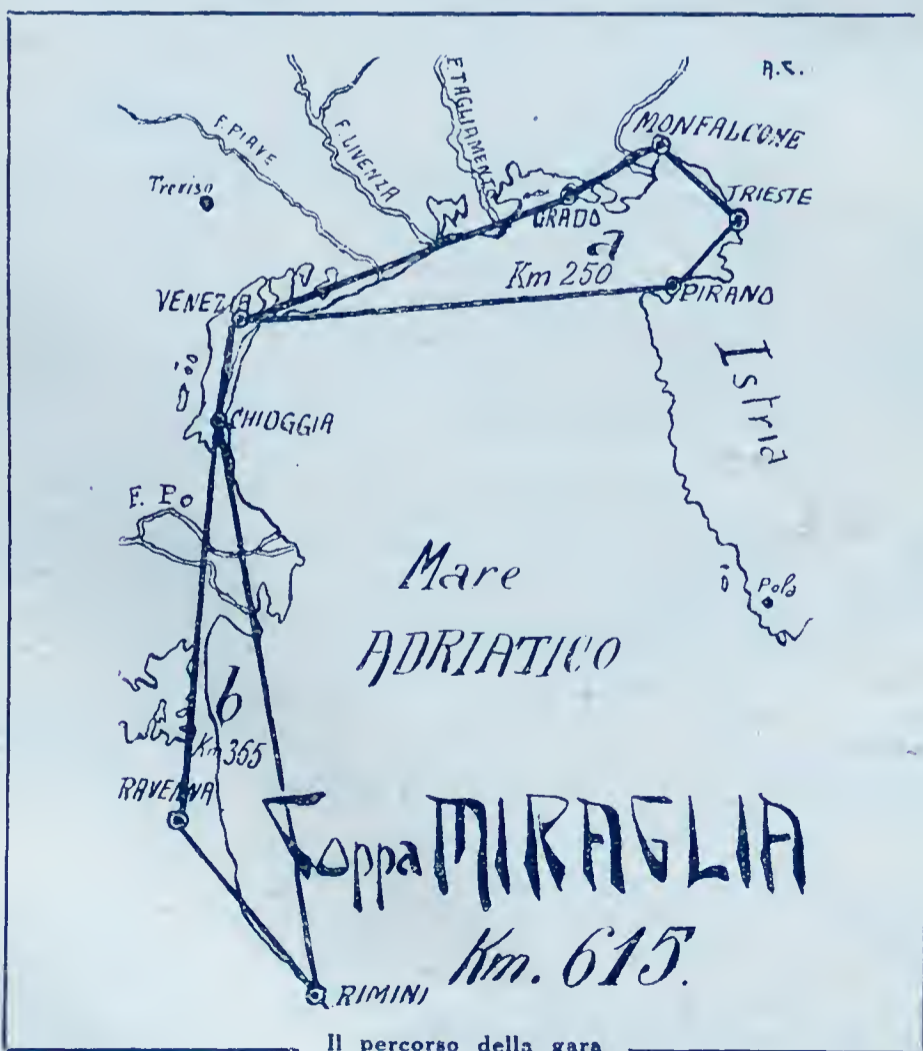 A.C.
MONFALCONE
F. TAGLIAMENTO
F. LIVENZA
F. PIAVE
Treviso
TRIESTE
GRADO
a
Km 250
VENEZIA
PIRANO
Istria
CHIOGGIA
F. Po
Mare
ADRIATICO
Pola
b
Km 365
RAVENNA
Coppa MIRAGLIA
Km. 615.
RIMINI
Il percorso della gara